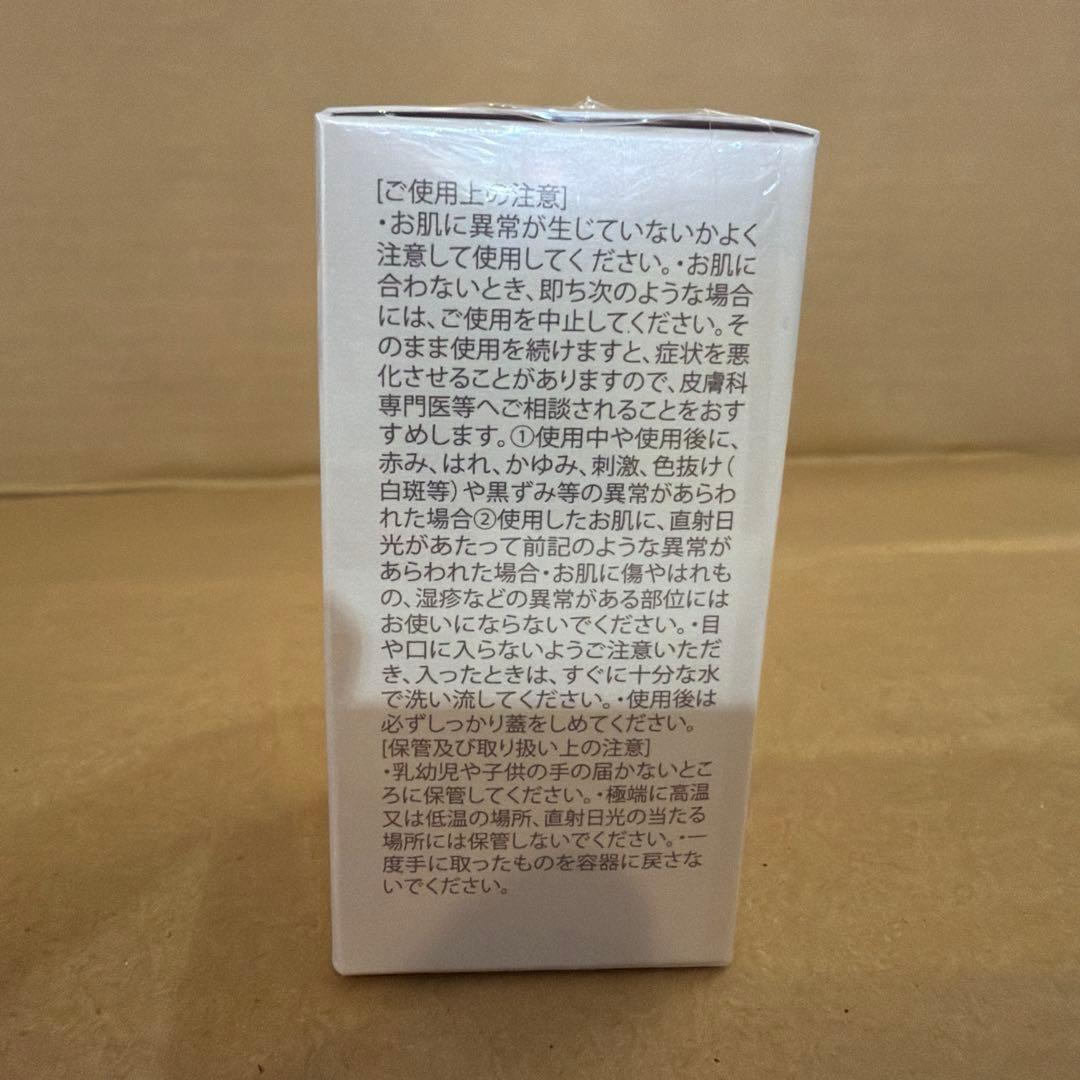 [ご使用上の注意]
・お肌に異常が生じていないかよく
注意して使用してください。・お肌に
合わないとき、即ち次のような場合
には、ご使用を中止してください。そ
のまま使用を続けますと、症状を悪
化させることがありますので、皮膚科
専門医等へご相談されることをおす
すめします。①使用中や使用後に、
赤み、はれ、かゆみ、刺激、色抜け(
白斑等)や黒ずみ等の異常があらわ
れた場合②使用したお肌に、直射日
光があたって前記のような異常が
あらわれた場合・お肌に傷やはれも
の、湿疹などの異常がある部位には
お使いにならないでください。・目
や口に入らないようご注意いただ
き、入ったときは、すぐに十分な水
で洗い流してください。・使用後は
必ずしっかり蓋をしめてください。
[保管及び取り扱い上の注意]
・乳幼児や子供の手の届かないとこ
ろに保管してください。・極端に高温
又は低温の場所、直射日光の当たる
場所には保管しないでください。・一
度手に取ったものを容器に戻さな
いでください。